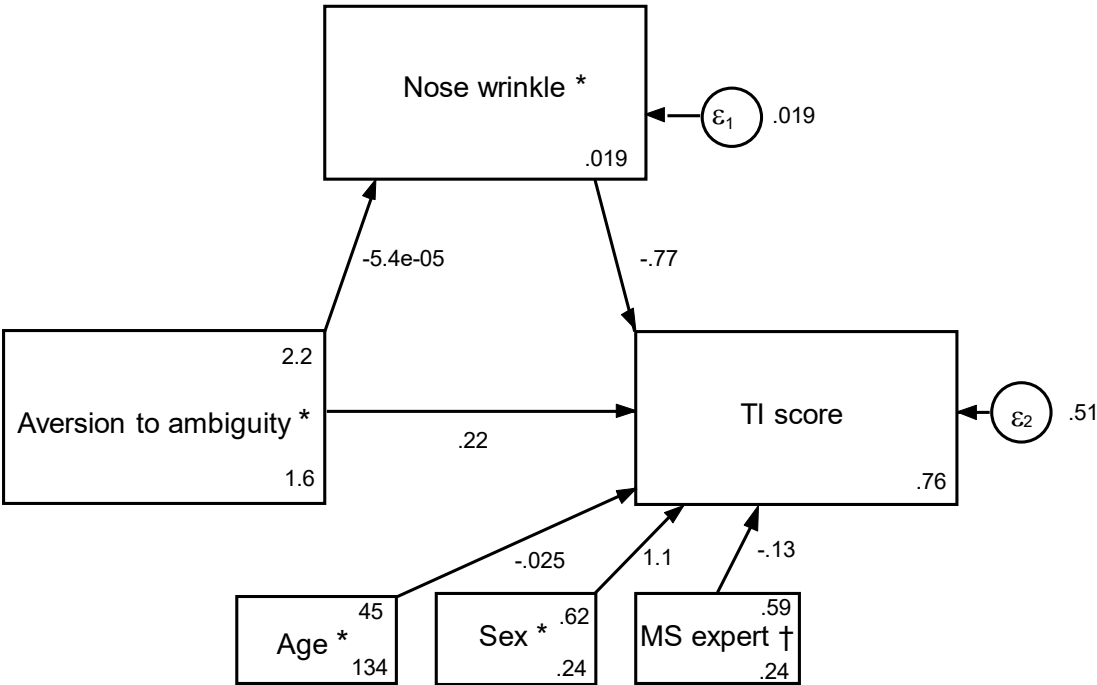 Nose wrinkle *
.019
ε1
.019
-5.4e-05
-.77
2.2
Aversion to ambiguity *
1.6
.22
TI score
.76
ε2
.51
-.025
1.1
-.13
45
Age *
134
.62
Sex *
.24
.59
MS expert †
.24